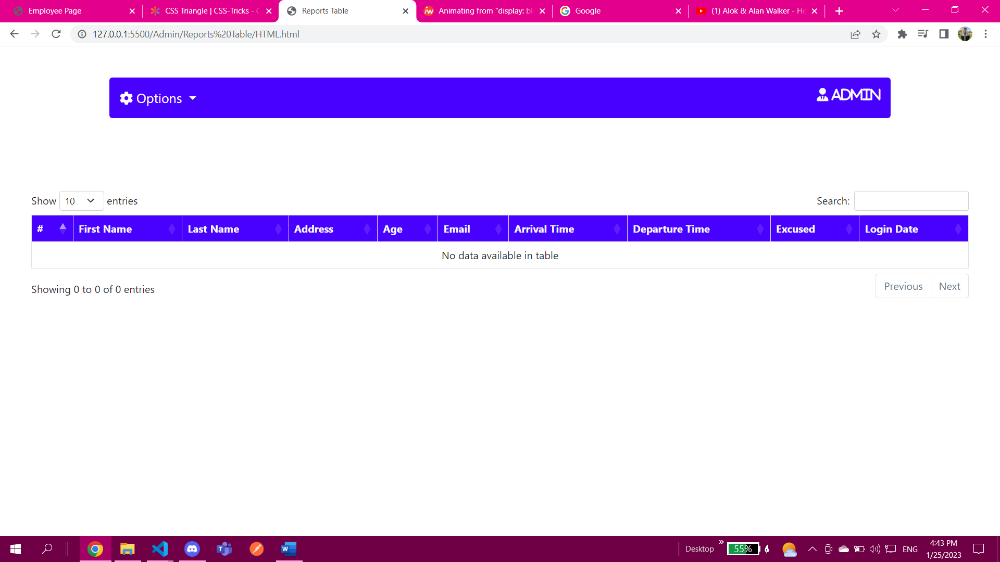 Employee Page
CSS Triangle | CSS-Tricks - C
Reports Table
Animating from "display: bl
Google
(1) Alok & Alan Walker - He
127.0.0.1:5500/Admin/Reports%20Table/HTML.html
Options
ADMIN
Show 10 entries
Search:
# First Name Last Name Address Age Email Arrival Time Departure Time Excused Login Date
No data available in table
Showing 0 to 0 of 0 entries
Previous Next
Desktop » 55% ENG
4:43 PM
1/25/2023